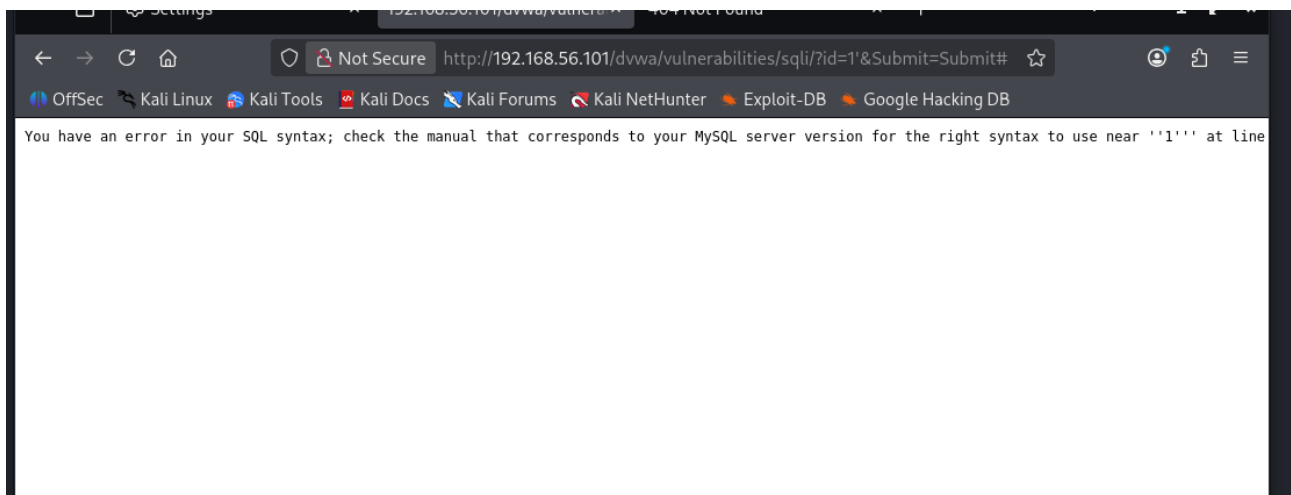 Settings
404 Not Found
Not Secure http://192.168.56.101/dvwa/vulnerabilities/sqli/?id=1'&Submit=Submit#
OffSec Kali Linux Kali Tools Kali Docs Kali Forums Kali NetHunter Exploit-DB Google Hacking DB
You have an error in your SQL syntax; check the manual that corresponds to your MySQL server version for the right syntax to use near ''1''' at line